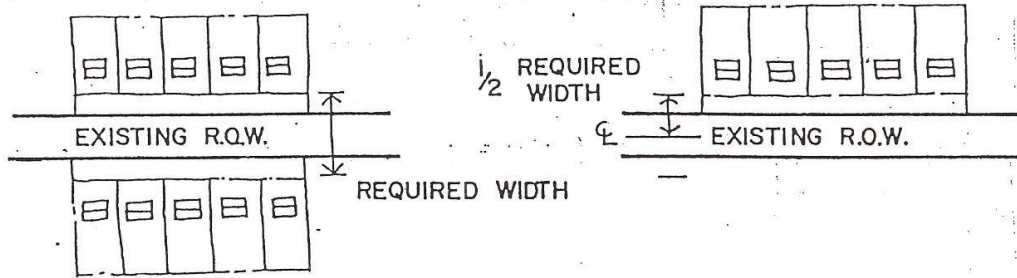 EXISTING R.O.W.
REQUIRED WIDTH
1/2 REQUIRED
WIDTH
℄ EXISTING R.O.W.